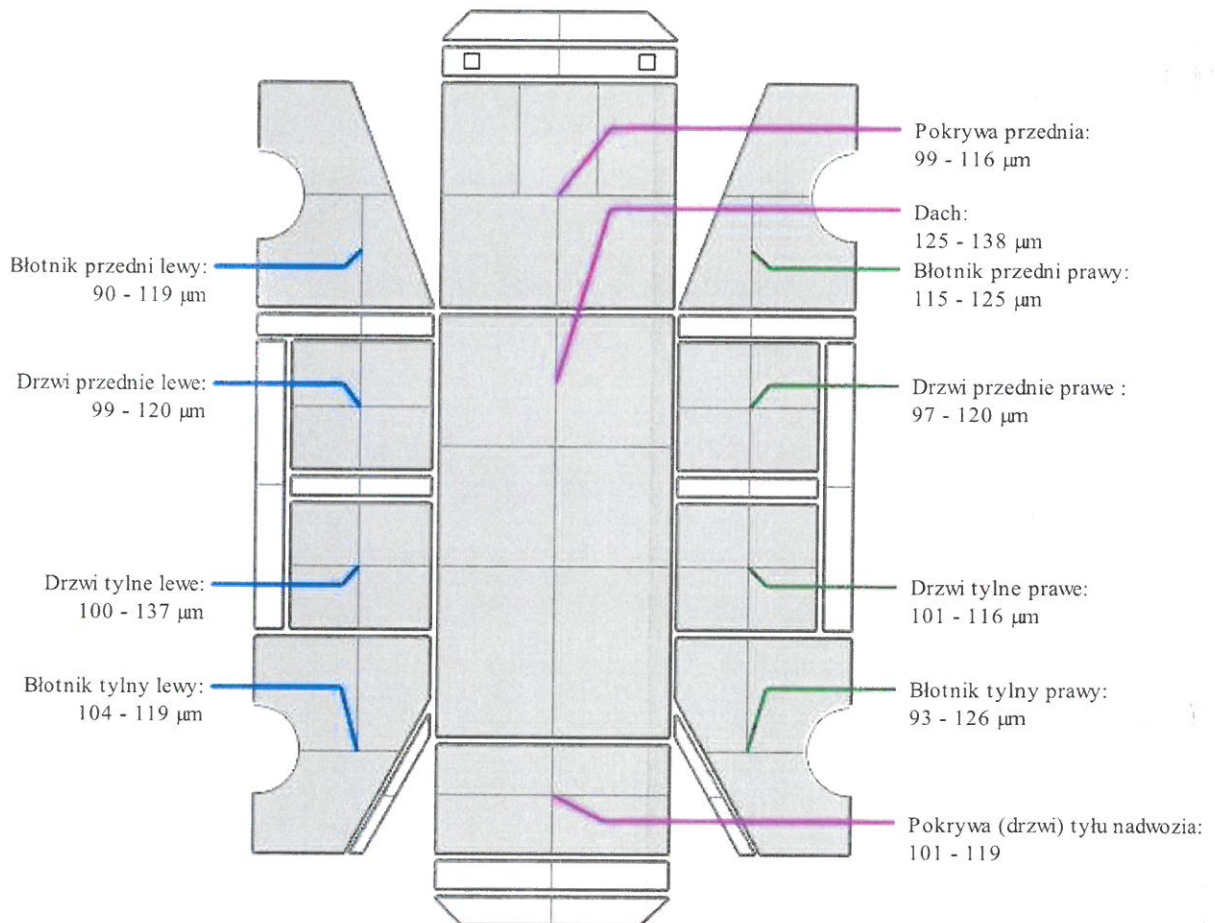 Pokrywa przednia:
99 - 116 μm
Dach:
125 - 138 μm
Błotnik przedni lewy:
90 - 119 μm
Błotnik przedni prawy:
115 - 125 μm
Drzwi przednie lewe:
99 - 120 μm
Drzwi przednie prawe :
97 - 120 μm
Drzwi tylne lewe:
100 - 137 μm
Drzwi tylne prawe:
101 - 116 μm
Błotnik tylny lewy:
104 - 119 μm
Błotnik tylny prawy:
93 - 126 μm
Pokrywa (drzwi) tyłu nadwozia:
101 - 119